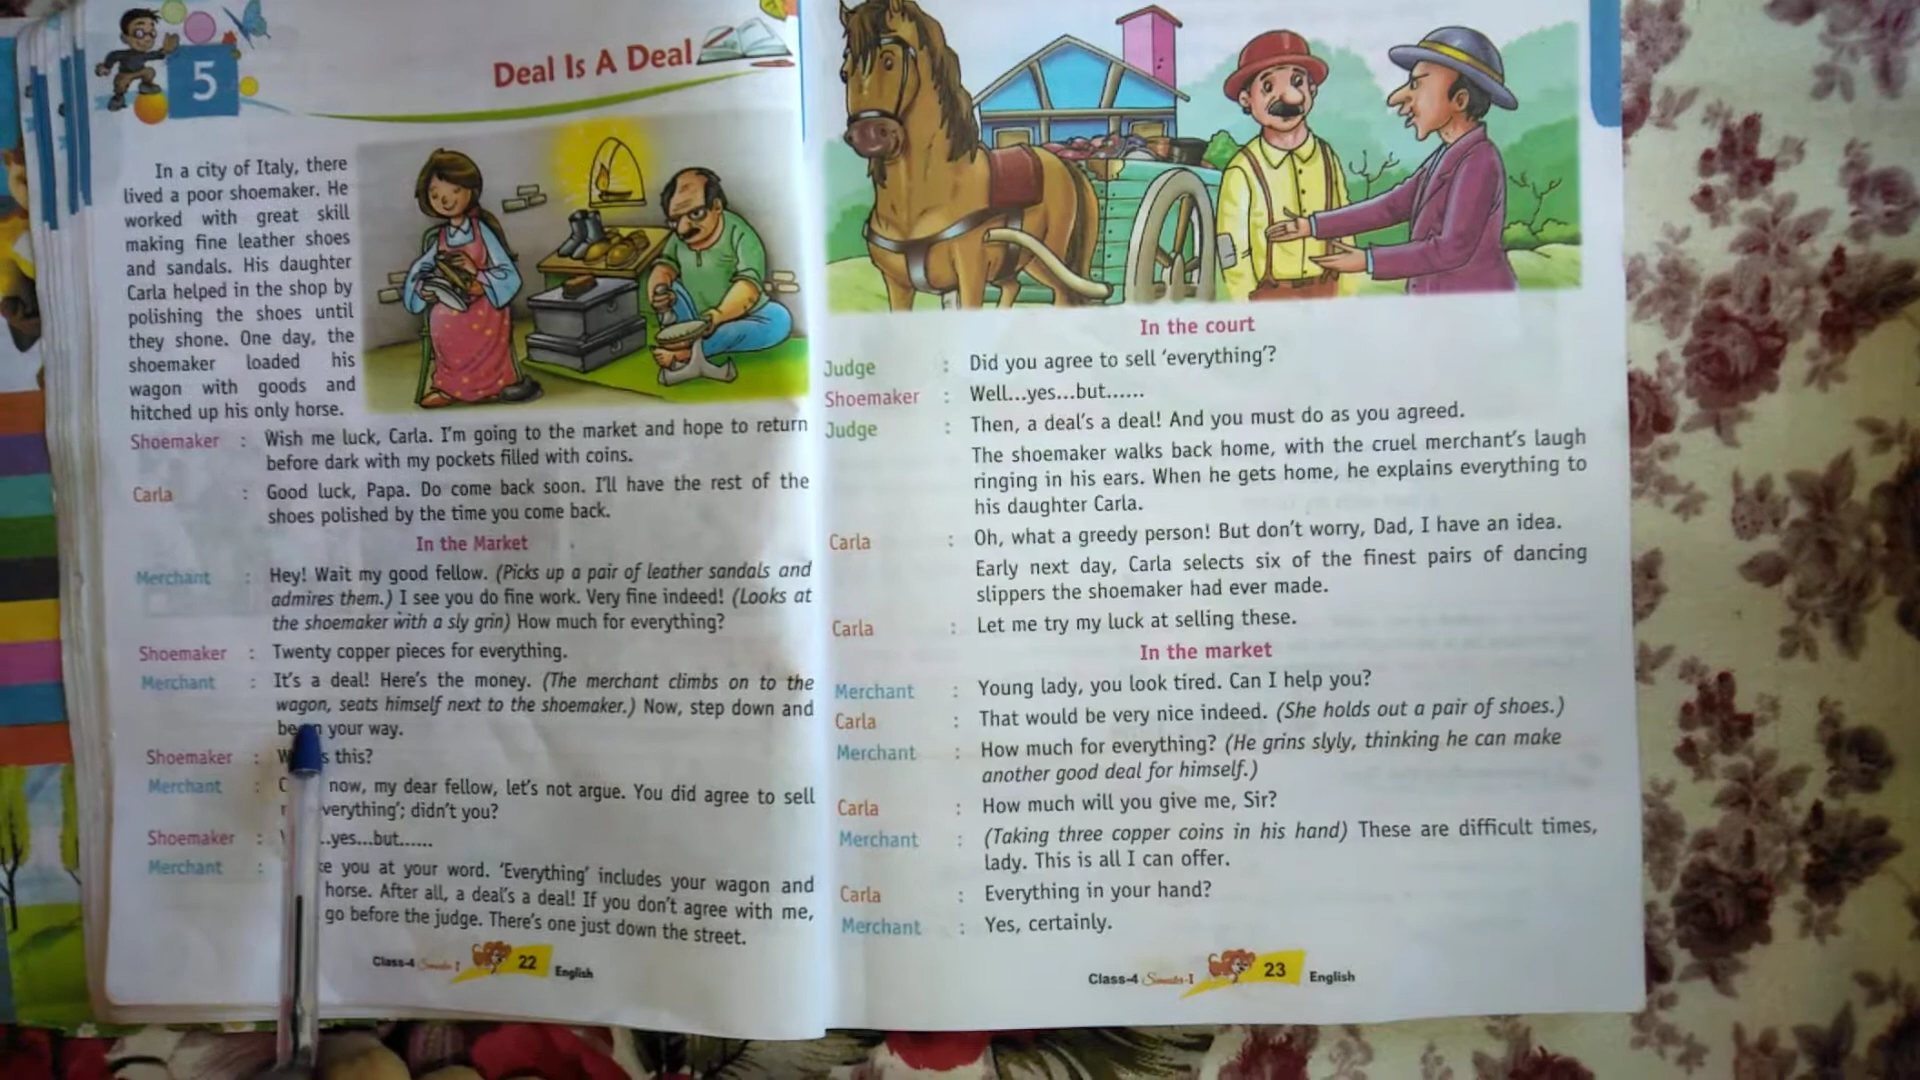 5
Deal Is A Deal
In a city of Italy, there
lived a poor shoemaker. He
worked with great skill
making fine leather shoes
and sandals. His daughter
Carla helped in the shop by
polishing the shoes until
they shone. One day, the
shoemaker loaded his
wagon with goods and
hitched up his only horse.
Shoemaker : Wish me luck, Carla. I'm going to the market and hope to return
before dark with my pockets filled with coins.
Carla : Good luck, Papa. Do come back soon. I'll have the rest of the
shoes polished by the time you come back.
In the Market
Merchant : Hey! Wait my good fellow. (Picks up a pair of leather sandals and
admires them.) I see you do fine work. Very fine indeed! (Looks at
the shoemaker with a sly grin) How much for everything?
Shoemaker : Twenty copper pieces for everything.
Merchant : It's a deal! Here's the money. (The merchant climbs on to the
wagon, seats himself next to the shoemaker.) Now, step down and
be your way.
Shoemaker : this?
Merchant : now, my dear fellow, let's not argue. You did agree to sell
verything'; didn't you?
Shoemaker : ..yes...but......
Merchant : you at your word. 'Everything' includes your wagon and
horse. After all, a deal's a deal! If you don't agree with me,
go before the judge. There's one just down the street.
Class-4 Semester-I 22 English
In the court
Judge : Did you agree to sell 'everything'?
Shoemaker : Well...yes...but......
Judge : Then, a deal's a deal! And you must do as you agreed.
The shoemaker walks back home, with the cruel merchant's laugh
ringing in his ears. When he gets home, he explains everything to
his daughter Carla.
Carla : Oh, what a greedy person! But don't worry, Dad, I have an idea.
Early next day, Carla selects six of the finest pairs of dancing
slippers the shoemaker had ever made.
Carla : Let me try my luck at selling these.
In the market
Merchant : Young lady, you look tired. Can I help you?
Carla : That would be very nice indeed. (She holds out a pair of shoes.)
Merchant : How much for everything? (He grins slyly, thinking he can make
another good deal for himself.)
Carla : How much will you give me, Sir?
Merchant : (Taking three copper coins in his hand) These are difficult times,
lady. This is all I can offer.
Carla : Everything in your hand?
Merchant : Yes, certainly.
Class-4 Semester-I 23 English